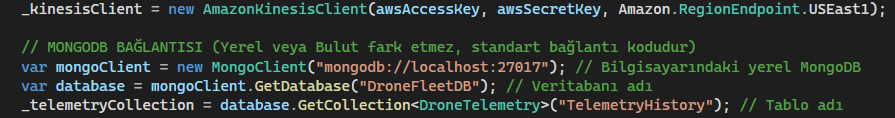 _kinesisClient = new AmazonKinesisClient(awsAccessKey, awsSecretKey, Amazon.RegionEndpoint.USEast1);
// MONGODB BAĞLANTISI (Yerel veya Bulut fark etmez, standart bağlantı kodudur)
var mongoClient = new MongoClient("mongodb://localhost:27017"); // Bilgisayarındaki yerel MongoDB
var database = mongoClient.GetDatabase("DroneFleetDB"); // Veritabanı adı
_telemetryCollection = database.GetCollection<DroneTelemetry>("TelemetryHistory"); // Tablo adı